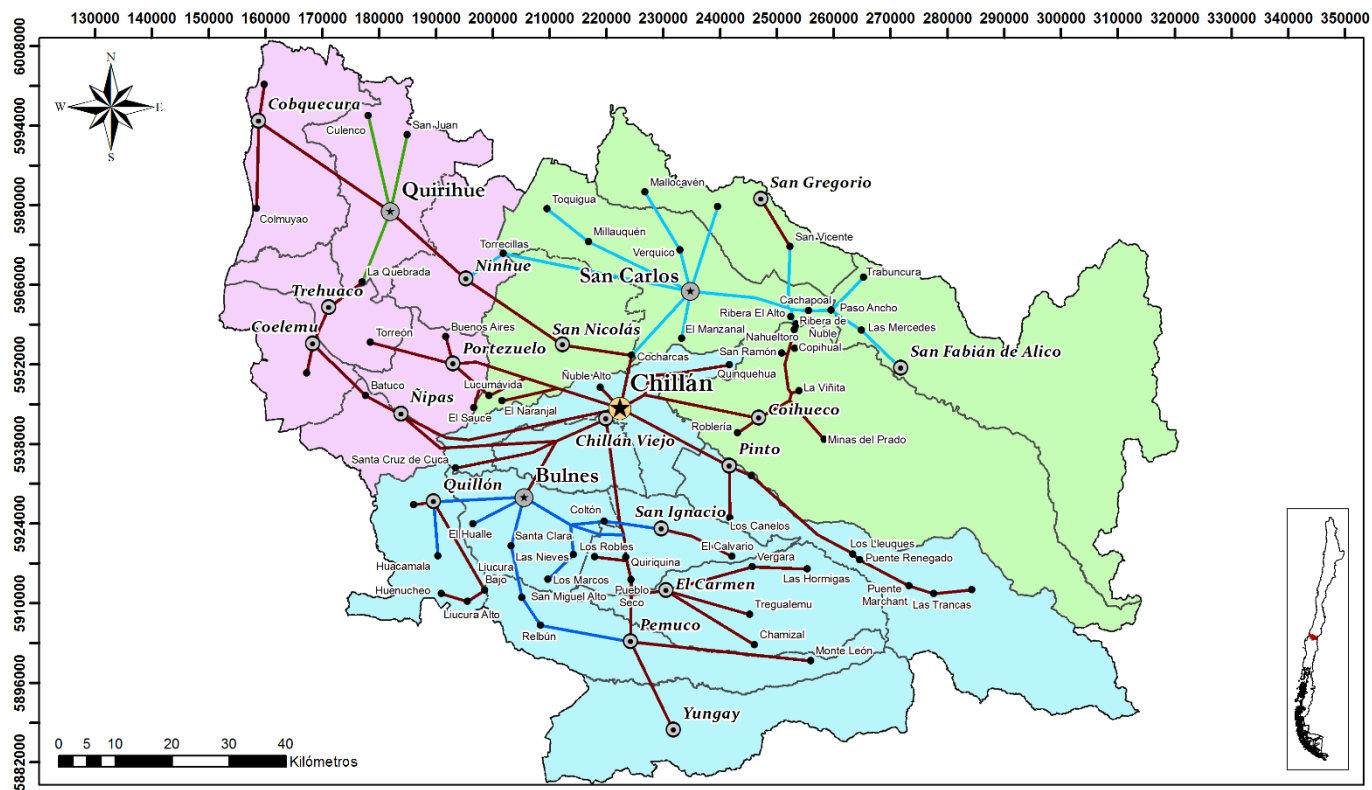 130000 140000 150000 160000 170000 180000 190000 200000 210000 220000 230000 240000 250000 260000 270000 280000 290000 300000 310000 320000 330000 340000 350000
6008000
5994000
5980000
5966000
5952000
5938000
5924000
5910000
5896000
5882000
N
W
E
S
Cobquecura
Culenco
San Juan
Quirihue
Colmuyao
Mallocavén
San Gregorio
Toquigua
Millauquén
Torrecillas
Verquico
San Vicente
Ninhue
La Quebrada
San Carlos
Trabuncura
Trehuaco
Cachapoal
Paso Ancho
Ribera El Alto
Ribera de
Ñuble
Coelemu
Buenos Aires
Torreón
San Nicolás
El Manzanal
Nahueltoro
Las Mercedes
Portezuelo
Cocharcas
San Ramón
Copihual
San Fabián de Alico
Quinquehua
Ñuble Alto
Lucumávida
Chillán
La Viñita
Batuco
Ñipas
El Sauce
El Naranjal
Coihueco
Roblería
Chillán Viejo
Minas del Prado
Pinto
Santa Cruz de Cuca
Quillón
Bulnes
Coltón
San Ignacio
Los Canelos
El Hualle
Santa Clara
Las Nieves
Los Robles
El Calvario
Vergara
Los Lleuques
Puente Renegado
Huacamala
Liucura
Bajo
Los Marcos
Quiriquina
El Carmen
Las Hormigas
Huenucheo
San Miguel Alto
Pueblo
Seco
Puente
Marchant
Las Trancas
Liucura Alto
Tregualemu
Relbún
Pemuco
Chamizal
Monte León
Yungay
0 5 10 20 30 40
Kilómetros